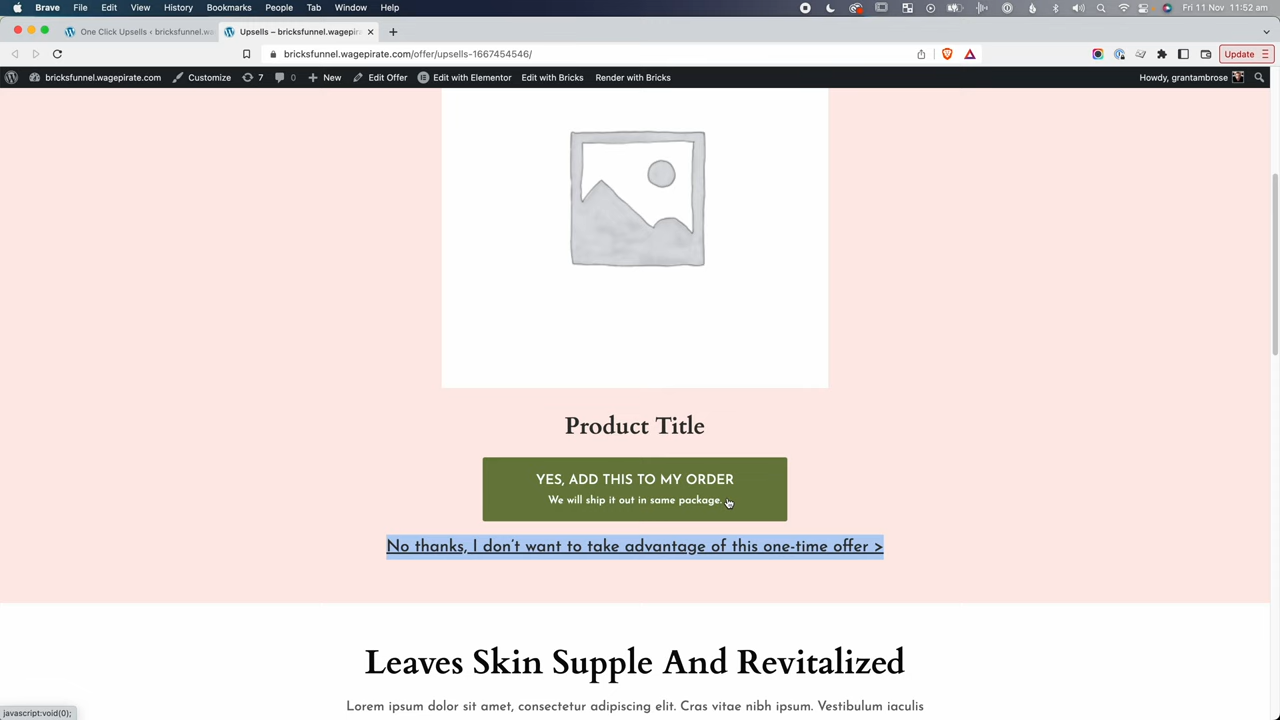 Brave File Edit View History Bookmarks People Tab Window Help Fri 11 Nov 11:52 am
One Click Upsells ‹ bricksfunnel.wa Upsells – bricksfunnel.wagepira
bricksfunnel.wagepirate.com/offer/upsells-1667454546/ Update
bricksfunnel.wagepirate.com Customize 7 0 New Edit Offer Edit with Elementor Edit with Bricks Render with Bricks Howdy, grantambrose
Product Title
YES, ADD THIS TO MY ORDER
We will ship it out in same package.
No thanks, I don't want to take advantage of this one-time offer >
Leaves Skin Supple And Revitalized
Lorem ipsum dolor sit amet, consectetur adipiscing elit. Cras vitae nibh ipsum. Vestibulum iaculis
javascript:void(0);